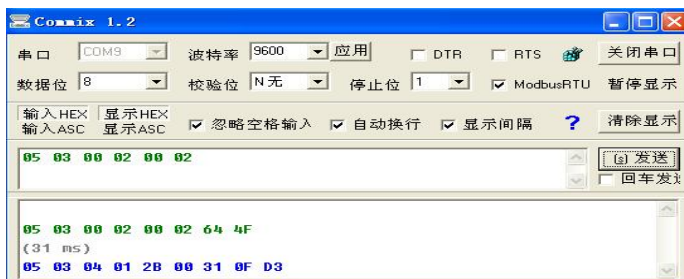 Commix 1.2
串口 COM9 波特率 9600 应用 DTR RTS 关闭串口
数据位 8 校验位 N无 停止位 1 ModbusRTU 暂停显示
输入HEX 显示HEX
输入ASC 显示ASC 忽略空格输入 自动换行 显示间隔 ? 清除显示
05 03 00 02 00 02 (s) 发送
回车发
05 03 00 02 00 02 64 4F
(31 ms)
05 03 04 01 2B 00 31 0F D3